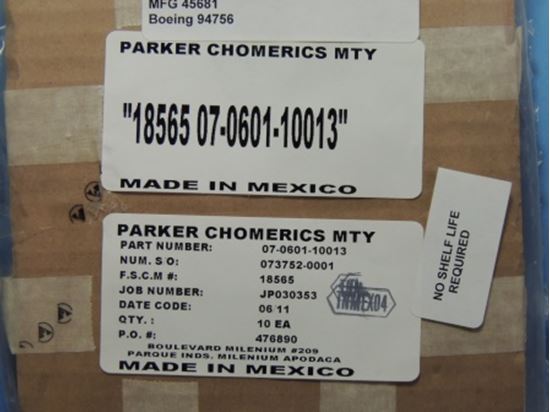 MFG 45681
Boeing 94756
PARKER CHOMERICS MTY
"18565 07-0601-10013"
MADE IN MEXICO
PARKER CHOMERICS MTY
PART NUMBER: 07-0601-10013
NUM. S O: 073752-0001
F.S.C.M #: 18565
JOB NUMBER: JP030353
DATE CODE: 06/11
QTY. : 10 EA
P.O. #: 476890
BOULEVARD MILENIUM #209
PARQUE INDS. MILENIUM APODACA
MADE IN MEXICO
NO SHELF LIFE
REQUIRED